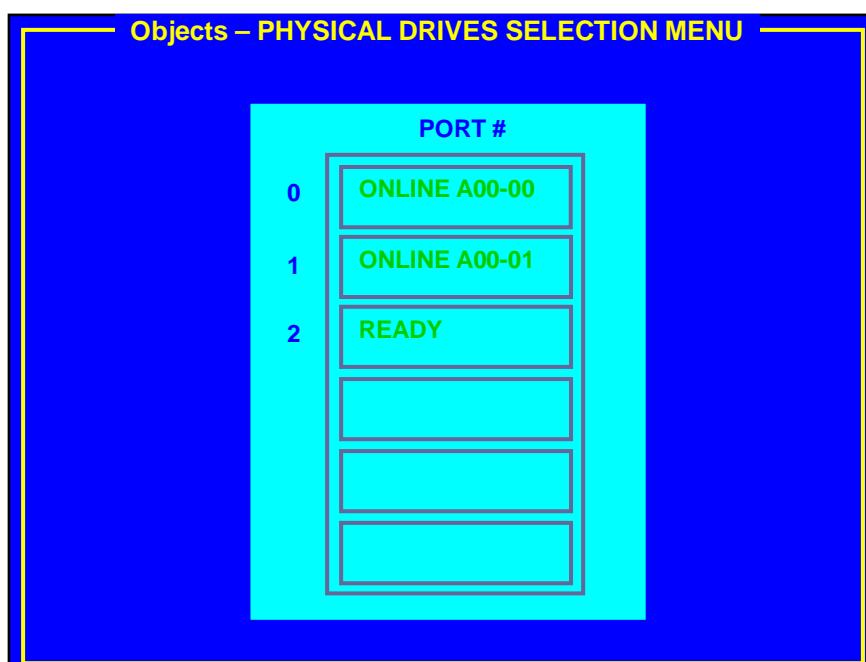 Objects – PHYSICAL DRIVES SELECTION MENU
PORT #
0 ONLINE A00-00
1 ONLINE A00-01
2 READY